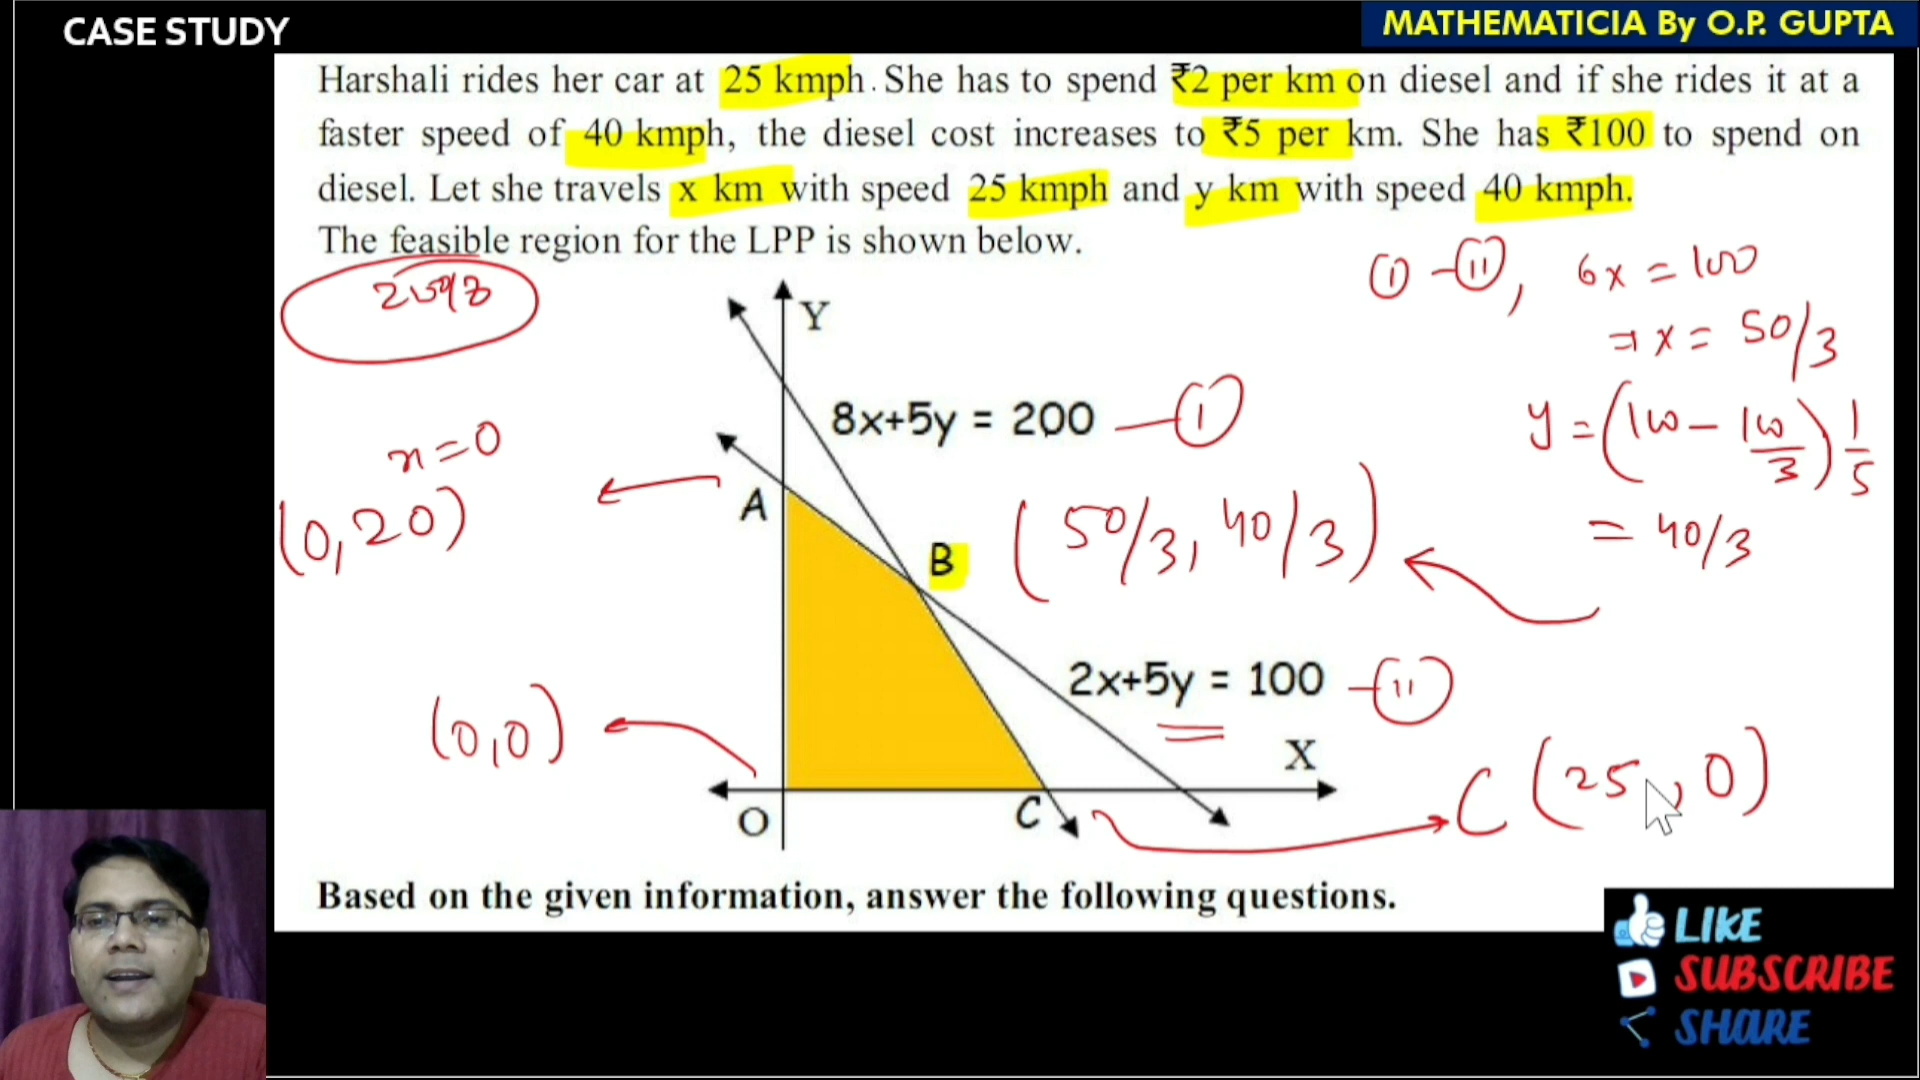 CASE STUDY
MATHEMATICIA By O.P. GUPTA
Harshali rides her car at 25 kmph. She has to spend ₹2 per km on diesel and if she rides it at a
faster speed of 40 kmph, the diesel cost increases to ₹5 per km. She has ₹100 to spend on
diesel. Let she travels x km with speed 25 kmph and y km with speed 40 kmph.
The feasible region for the LPP is shown below.
Y
8x+5y = 200 — (I)
(I) - (II), 6x = 100
⇒ x = 50/3
y = (100 - 100/3) 1/5
= 40/3
x=0
(0,20)
A
B
(50/3, 40/3)
2x+5y = 100 - (II)
(0,0)
X
O
C
C (25, 0)
Based on the given information, answer the following questions.
LIKE
SUBSCRIBE
SHARE